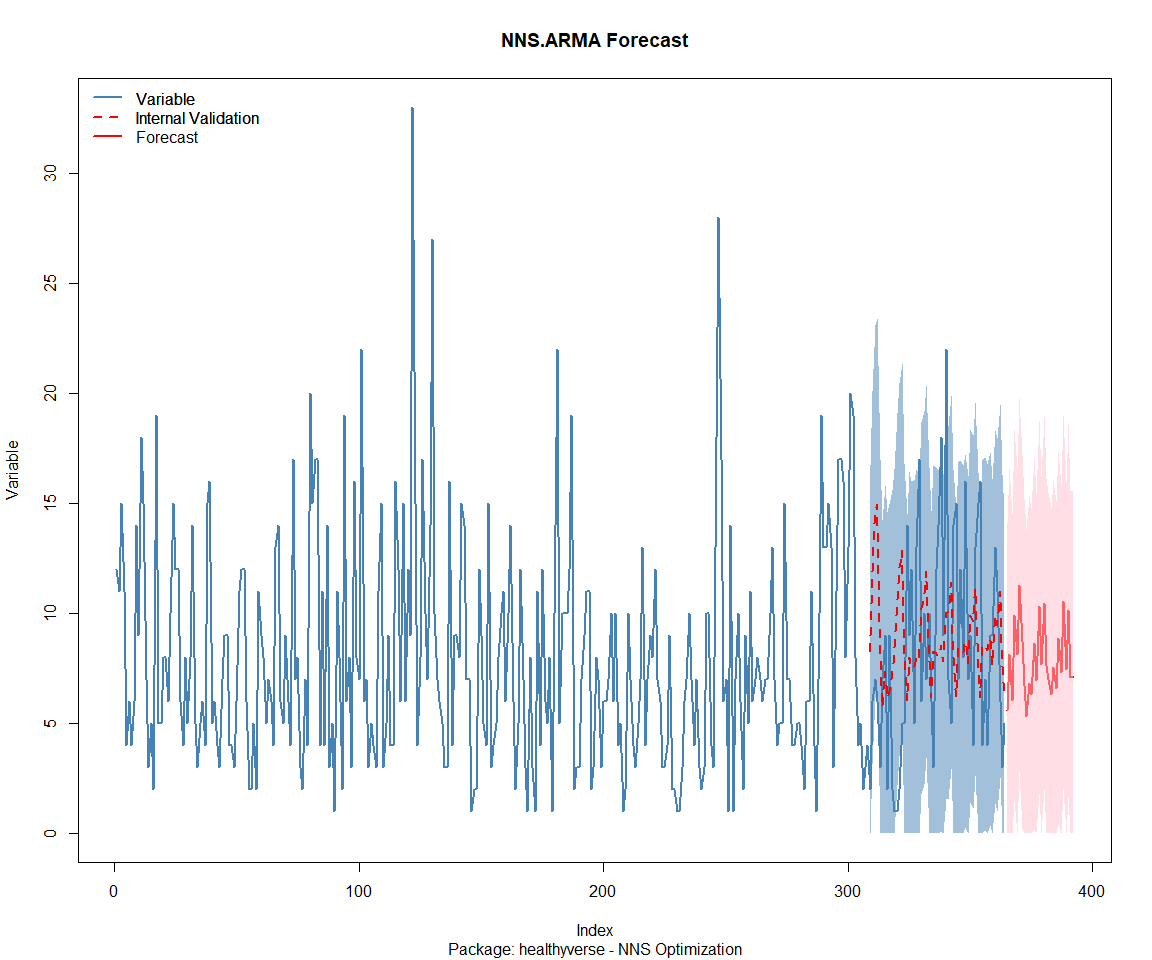 NNS.ARMA Forecast
Variable
Internal Validation
Forecast
Variable
30
25
20
15
10
5
0
0 100 200 300 400
Index
Package: healthyverse - NNS Optimization